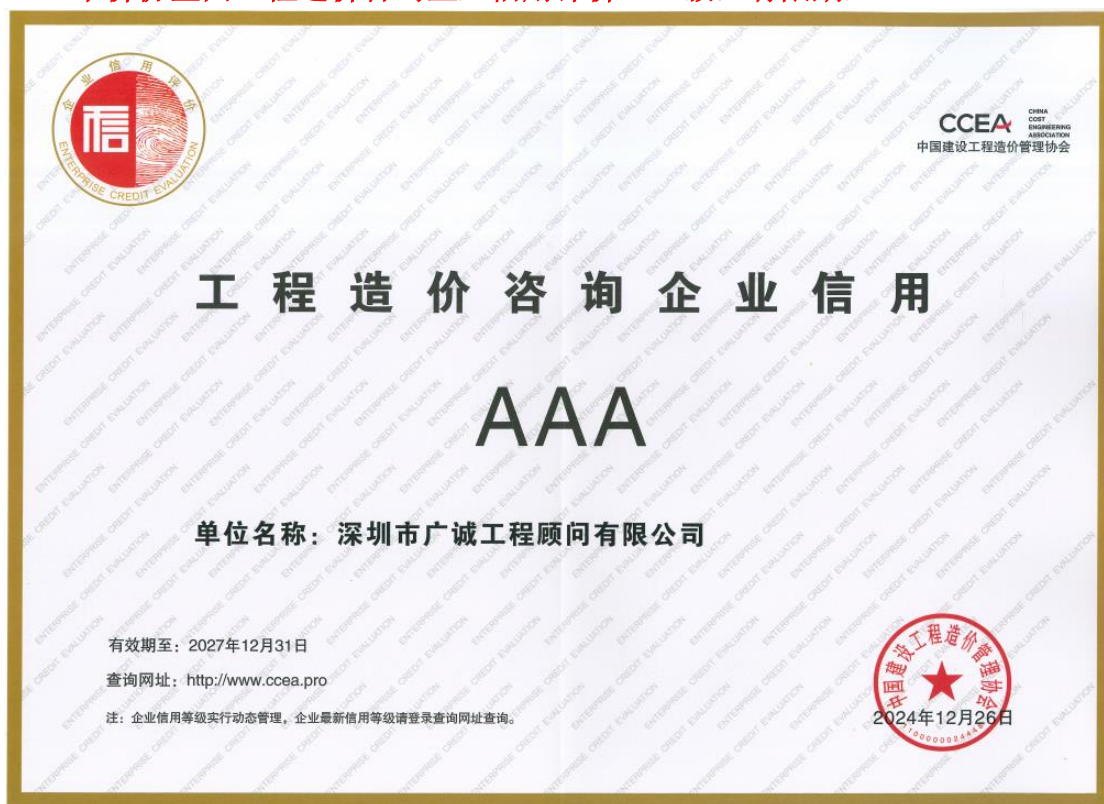 企业信用评价
信
ENTERPRISE CREDIT EVALUATION
CCEA
CHINA
COST
ENGINEERING
ASSOCIATION
中国建设工程造价管理协会
工程造价咨询企业信用
AAA
单位名称：深圳市广诚工程顾问有限公司
有效期至：2027年12月31日
查询网址：http://www.ccea.pro
注：企业信用等级实行动态管理，企业最新信用等级请登录查询网址查询。
中国建设工程造价管理协会
2024年12月26日